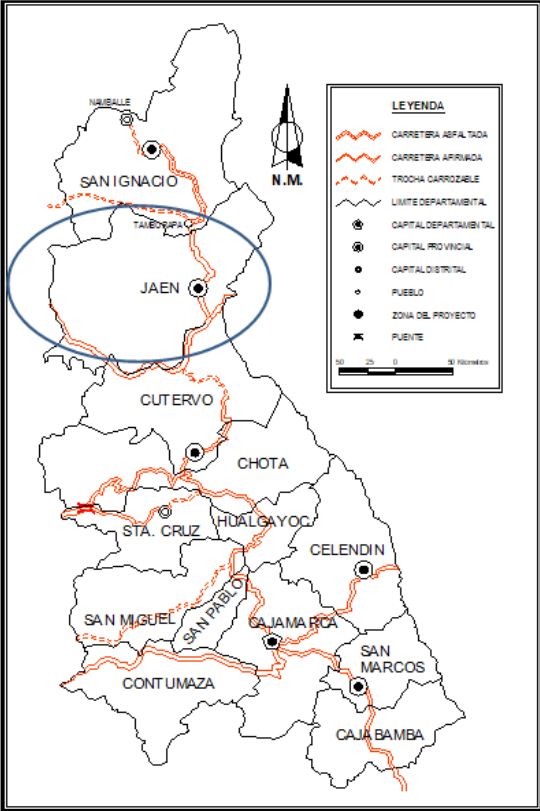 NAMBALLE
SAN IGNACIO
TAMBORAPA
JAEN
CUTERVO
CHOTA
STA. CRUZ
HUALGAYOC
CELENDIN
SAN MIGUEL
SAN PABLO
CAJAMARCA
SAN
MARCOS
CONTUMAZA
CAJABAMBA
N.M.
LEYENDA
CARRETERA ASFALTADA
CARRETERA AFIRMADA
TROCHA CARROZABLE
LIMITE DEPARTAMENTAL
CAPITAL DEPARTAMENTAL
CAPITAL PROVINCIAL
CAPITAL DISTRITAL
PUEBLO
ZONA DEL PROYECTO
PUENTE
50 25 0 50 Kilometros